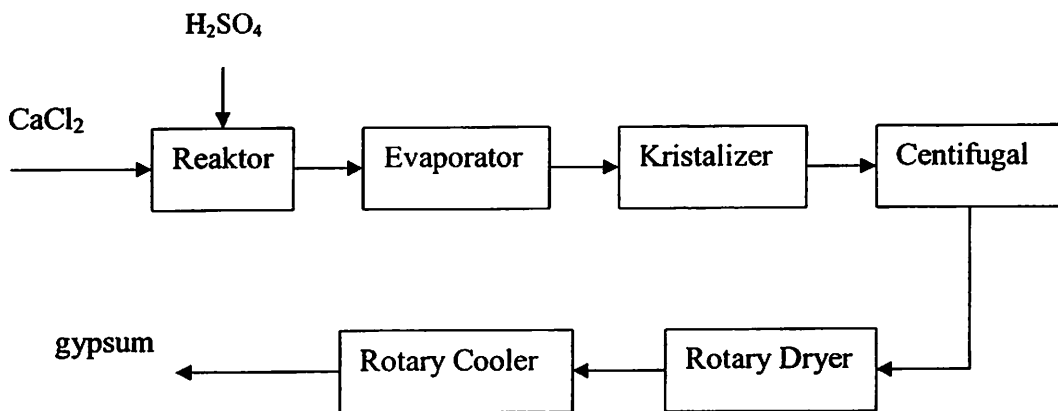 H₂SO₄
CaCl₂
Reaktor
Evaporator
Kristalizer
Centifugal
gypsum
Rotary Cooler
Rotary Dryer